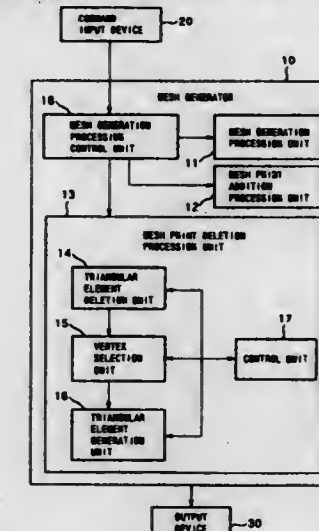 COMMAND
INPUT DEVICE
20
10
MESH GENERATOR
18
MESH GENERATION
PROCESSING
CONTROL UNIT
MESH GENERATION
PROCESSING UNIT
11
MESH POINT
ADDITION
PROCESSING UNIT
12
13
MESH POINT DELETION
PROCESSING UNIT
14
TRIANGULAR
ELEMENT
DELETION UNIT
15
VERTEX
SELECTION
UNIT
17
CONTROL UNIT
16
TRIANGULAR
ELEMENT
GENERATION
UNIT
OUTPUT
DEVICE
30